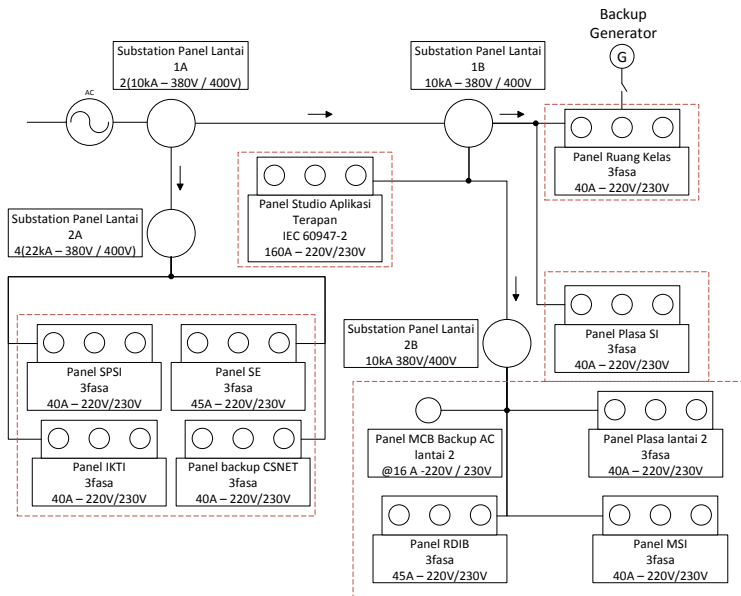 Backup
Generator
G
Substation Panel Lantai
1A
2(10kA – 380V / 400V)
Substation Panel Lantai
1B
10kA – 380V / 400V
AC
Panel Ruang Kelas
3fasa
40A – 220V/230V
Panel Studio Aplikasi
Terapan
IEC 60947-2
160A – 220V/230V
Substation Panel Lantai
2A
4(22kA – 380V / 400V)
Panel Plasa SI
3fasa
40A – 220V/230V
Substation Panel Lantai
2B
10kA 380V/400V
Panel SPSI
3fasa
40A – 220V/230V
Panel SE
3fasa
45A – 220V/230V
Panel IKTI
3fasa
40A – 220V/230V
Panel backup CSNET
3fasa
40A – 220V/230V
Panel MCB Backup AC
lantai 2
@16 A -220V / 230V
Panel Plasa lantai 2
3fasa
40A – 220V/230V
Panel RDIB
3fasa
45A – 220V/230V
Panel MSI
3fasa
40A – 220V/230V